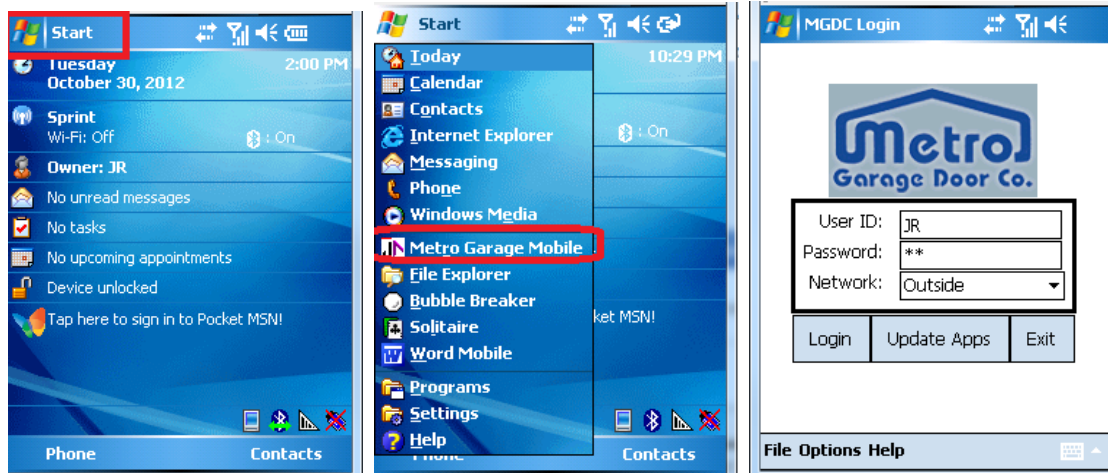 Start
Tuesday 2:00 PM
October 30, 2012
Sprint
Wi-Fi: Off : On
Owner: JR
No unread messages
No tasks
No upcoming appointments
Device unlocked
Tap here to sign in to Pocket MSN!
Phone Contacts
Start
10:29 PM
Today
Calendar
Contacts
Internet Explorer
: On
Messaging
Phone
Windows Media
Metro Garage Mobile
File Explorer
Bubble Breaker
ket MSN!
Solitaire
Word Mobile
Programs
Settings
Help
Contacts
MGDC Login
Metro
Garage Door Co.
User ID: JR
Password: **
Network: Outside
Login Update Apps Exit
File Options Help